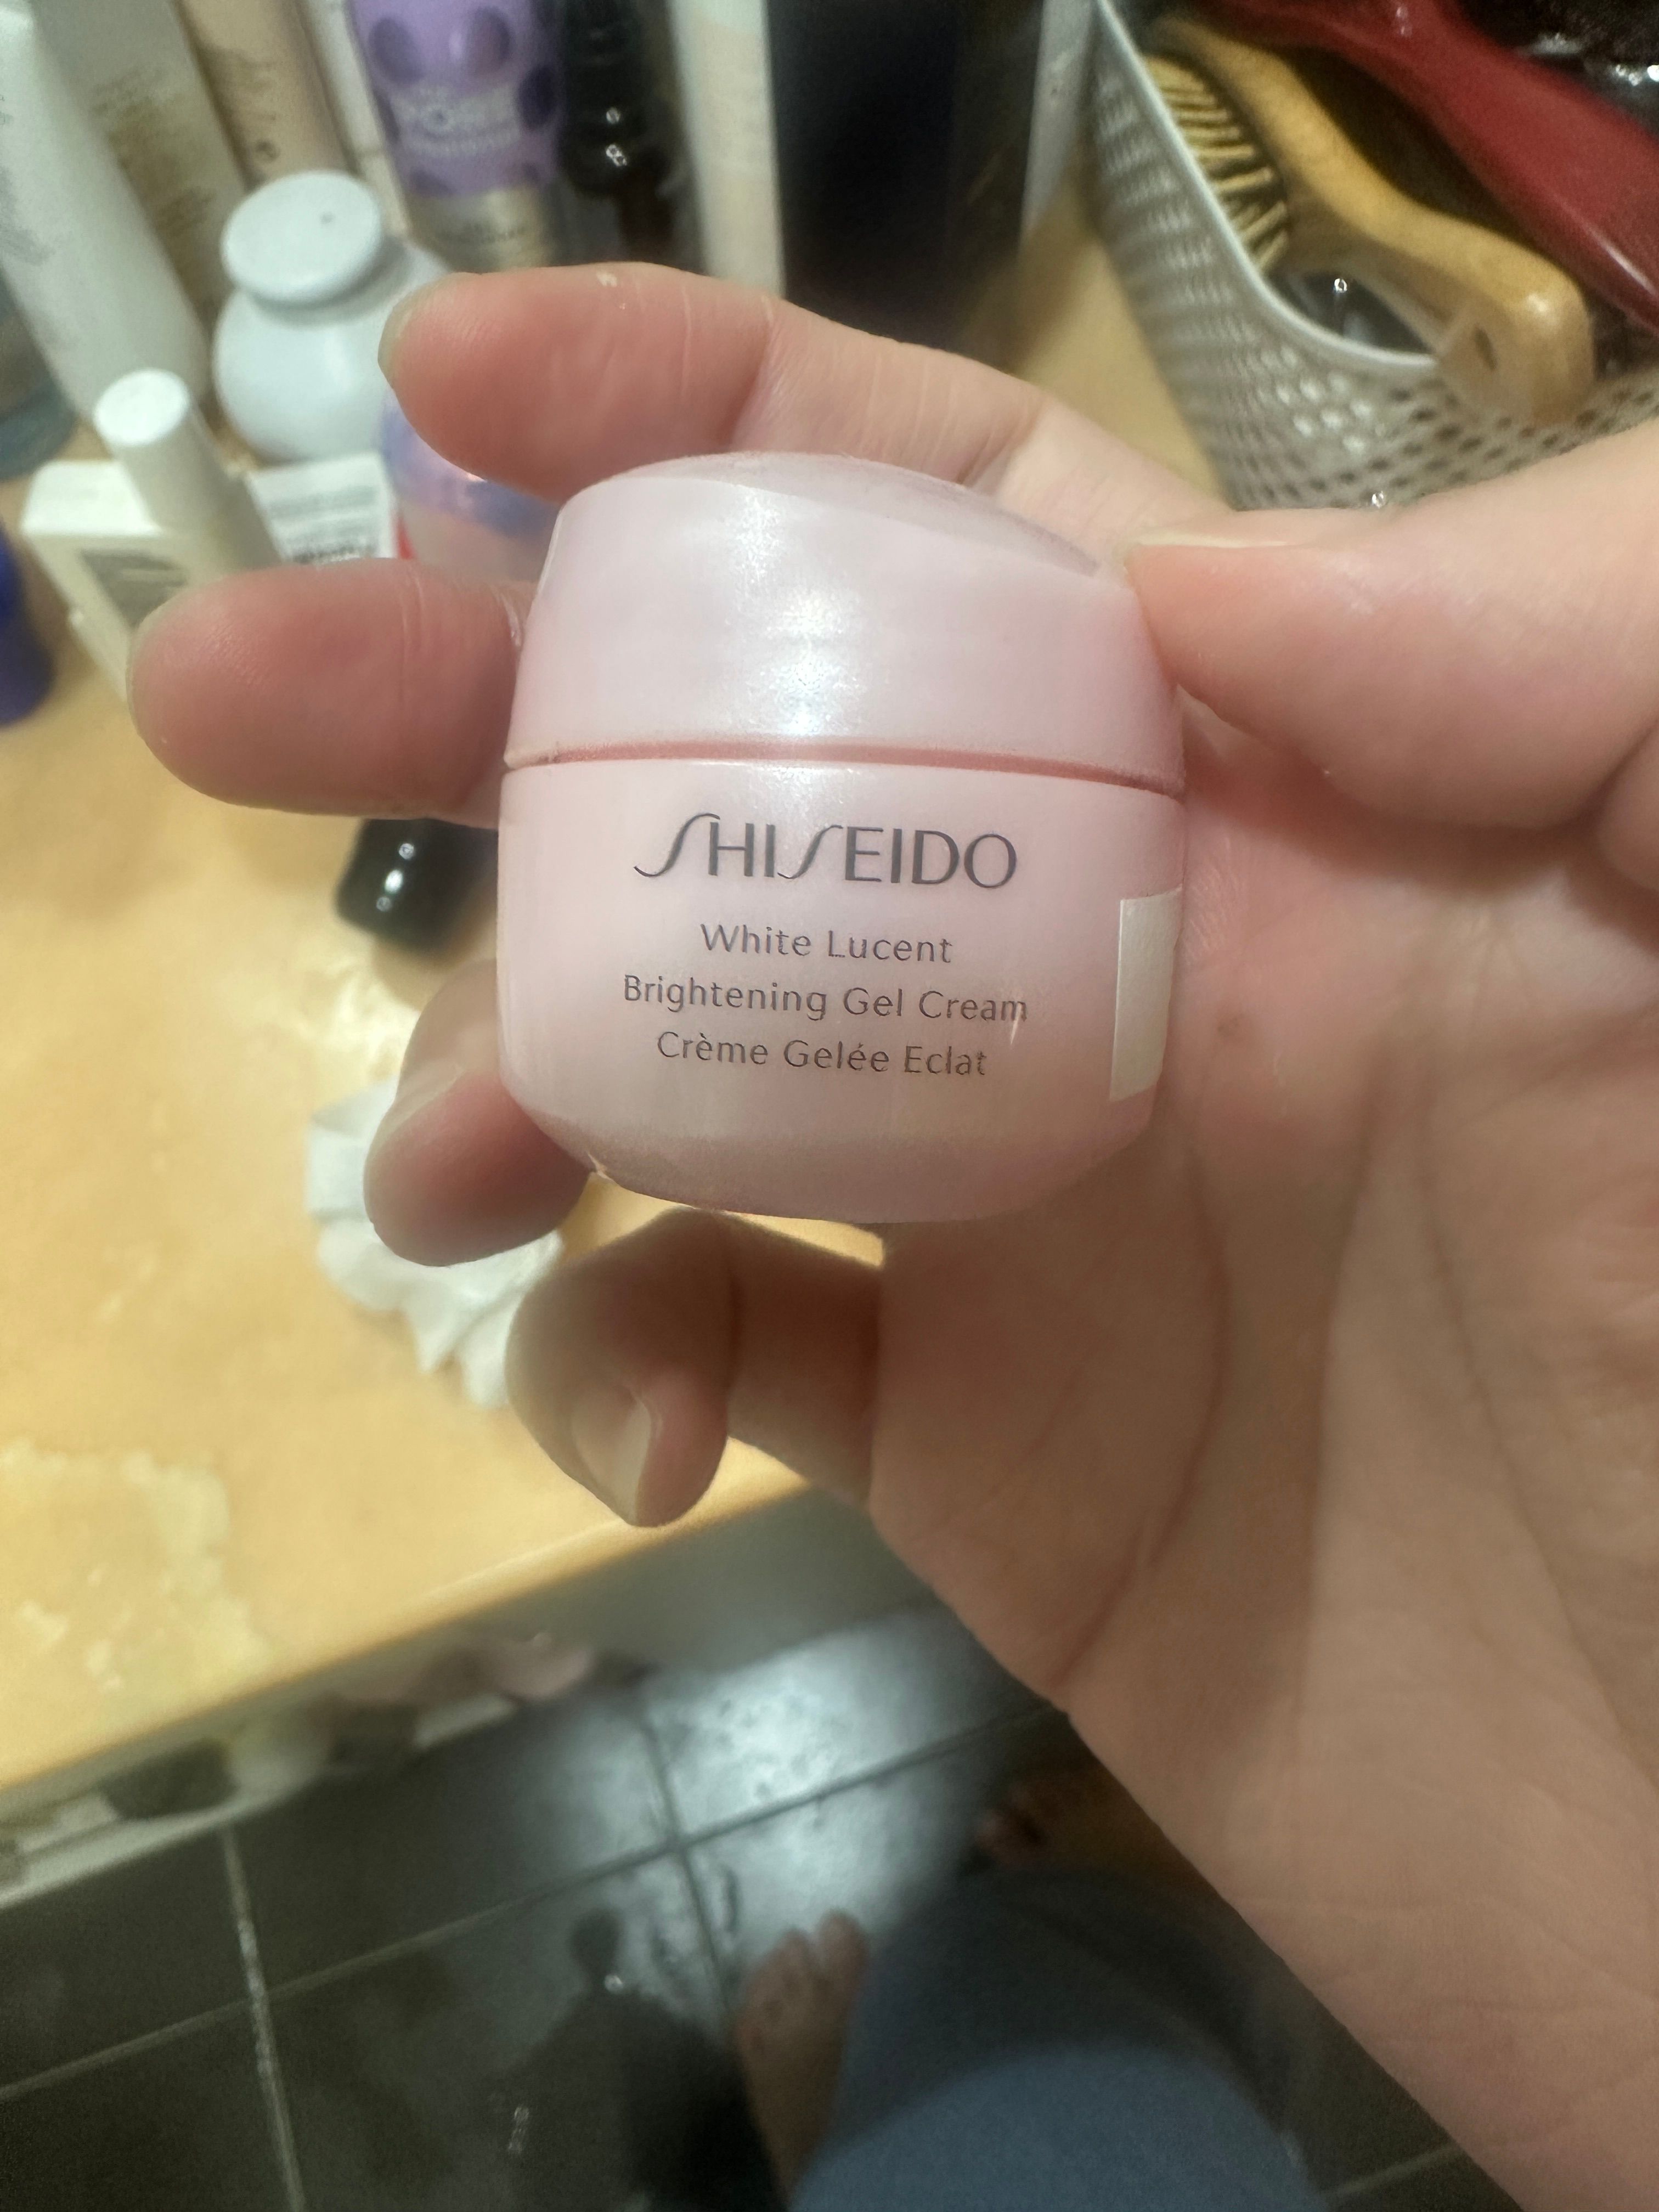 SHISEIDO
White Lucent
Brightening Gel Cream
Crème Gelée Eclat